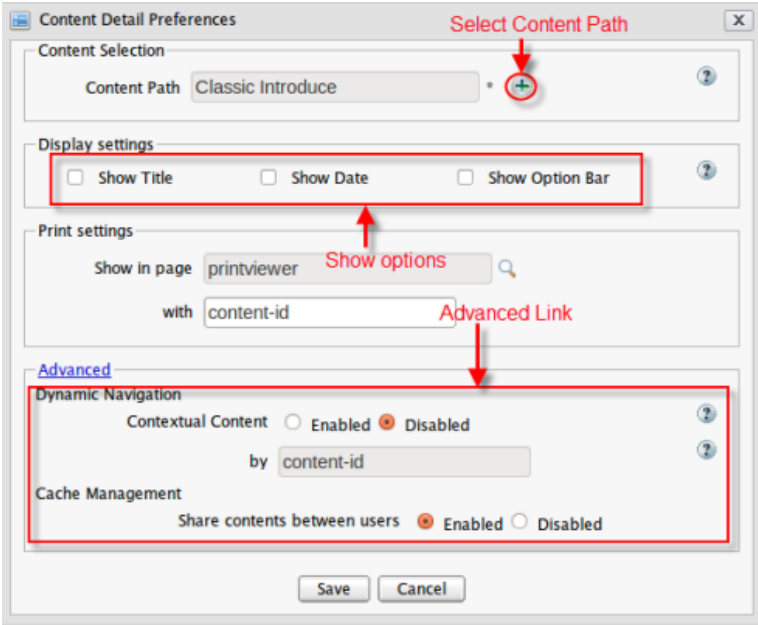 Content Detail Preferences X
Select Content Path
Content Selection
Content Path Classic Introduce * + ?
Display settings
Show Title Show Date Show Option Bar ?
Print settings
Show in page printviewer
Show options
with content-id
Advanced Link
Advanced
Dynamic Navigation
Contextual Content Enabled Disabled ?
by content-id ?
Cache Management
Share contents between users Enabled Disabled
Save Cancel